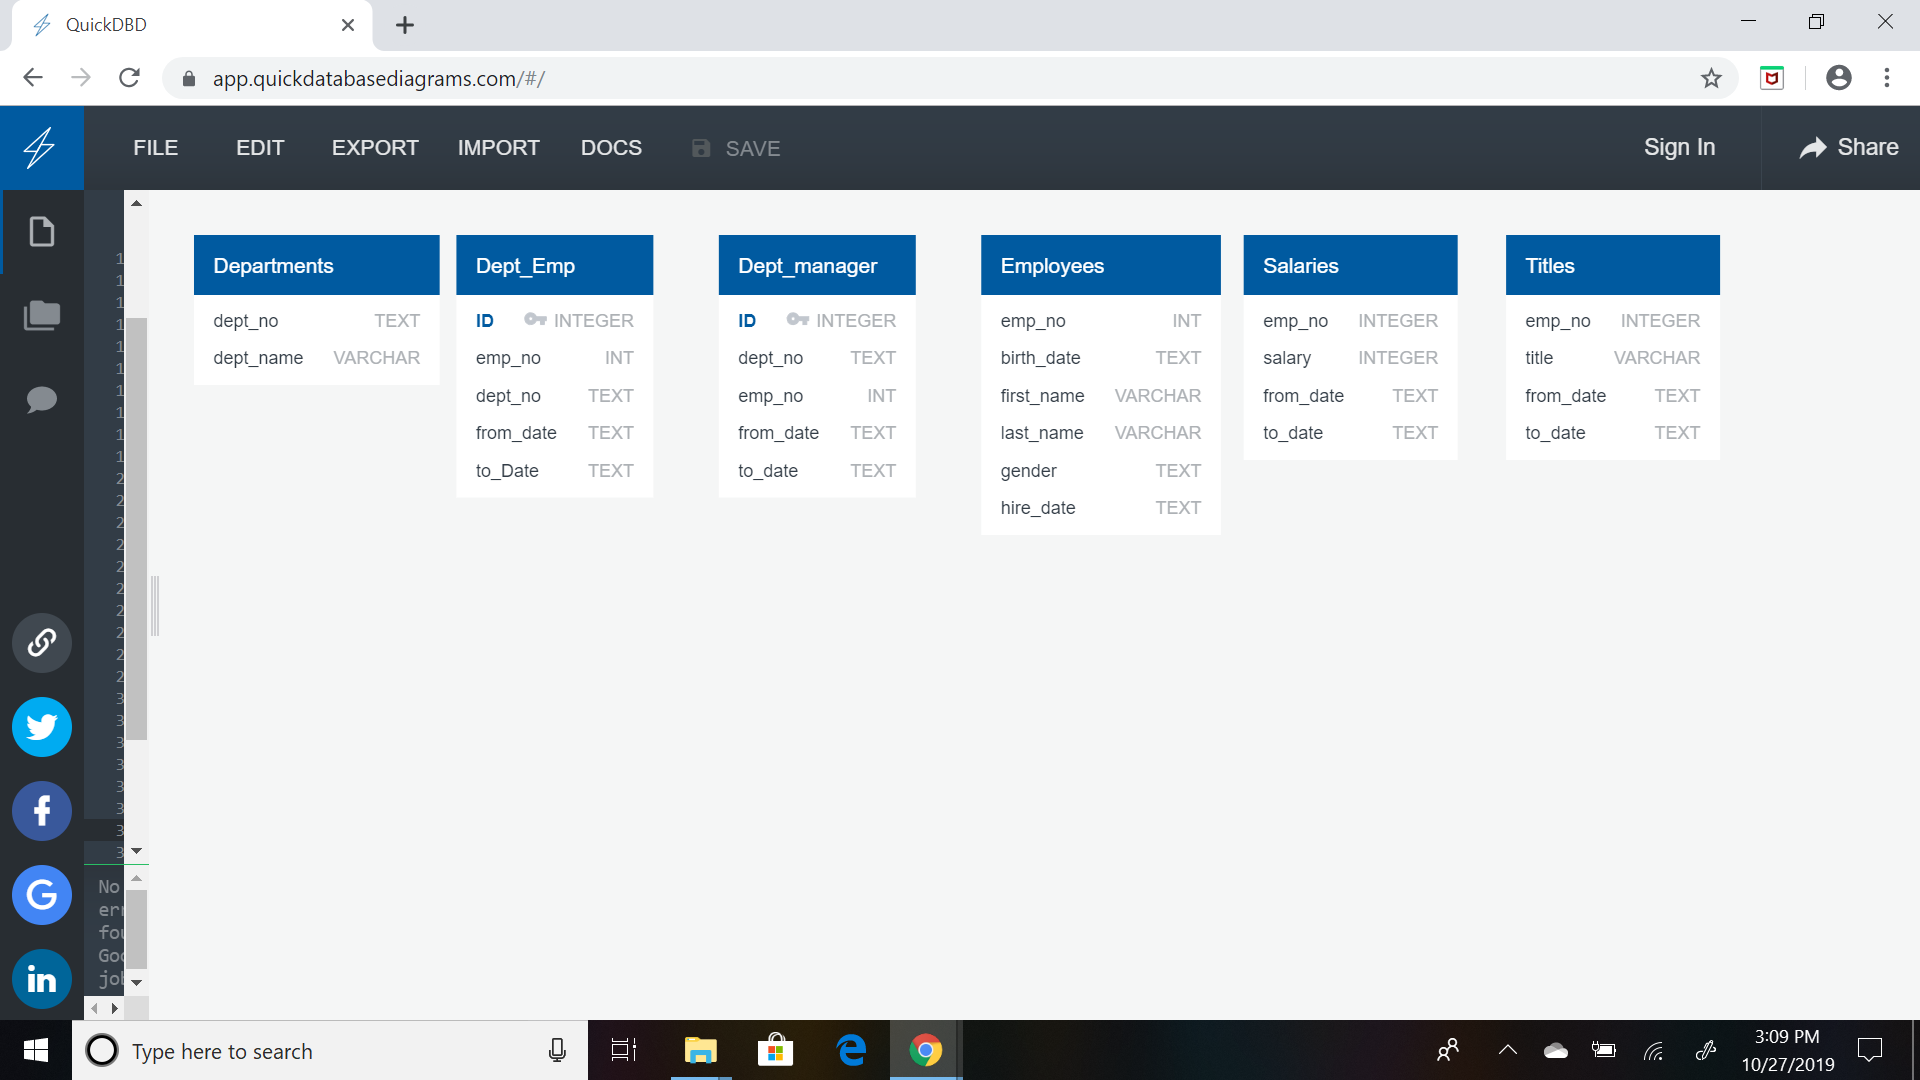 QuickDBD
app.quickdatabasediagrams.com/#/
FILE EDIT EXPORT IMPORT DOCS SAVE Sign In Share
Departments
dept_no TEXT
dept_name VARCHAR
Dept_Emp
ID INTEGER
emp_no INT
dept_no TEXT
from_date TEXT
to_Date TEXT
Dept_manager
ID INTEGER
dept_no TEXT
emp_no INT
from_date TEXT
to_date TEXT
Employees
emp_no INT
birth_date TEXT
first_name VARCHAR
last_name VARCHAR
gender TEXT
hire_date TEXT
Salaries
emp_no INTEGER
salary INTEGER
from_date TEXT
to_date TEXT
Titles
emp_no INTEGER
title VARCHAR
from_date TEXT
to_date TEXT
No
Type here to search
3:09 PM
10/27/2019